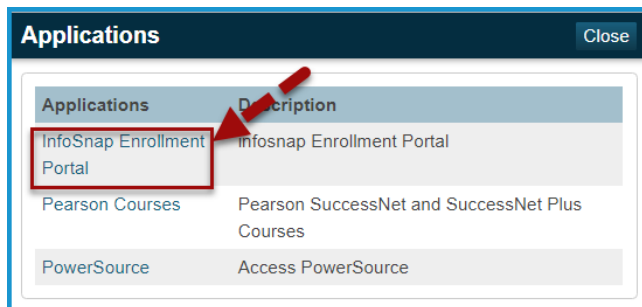 Applications Close
Applications Description
InfoSnap Enrollment Infosnap Enrollment Portal
Portal
Pearson Courses Pearson SuccessNet and SuccessNet Plus
Courses
PowerSource Access PowerSource